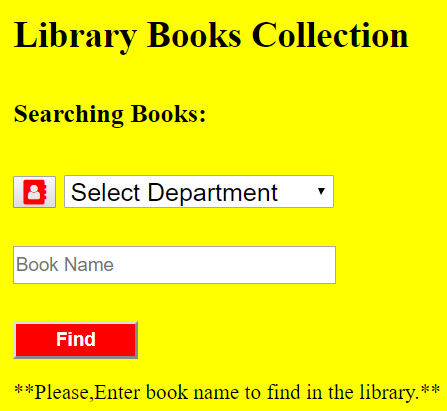 Library Books Collection
Searching Books:
Select Department
Book Name
Find
**Please,Enter book name to find in the library.**